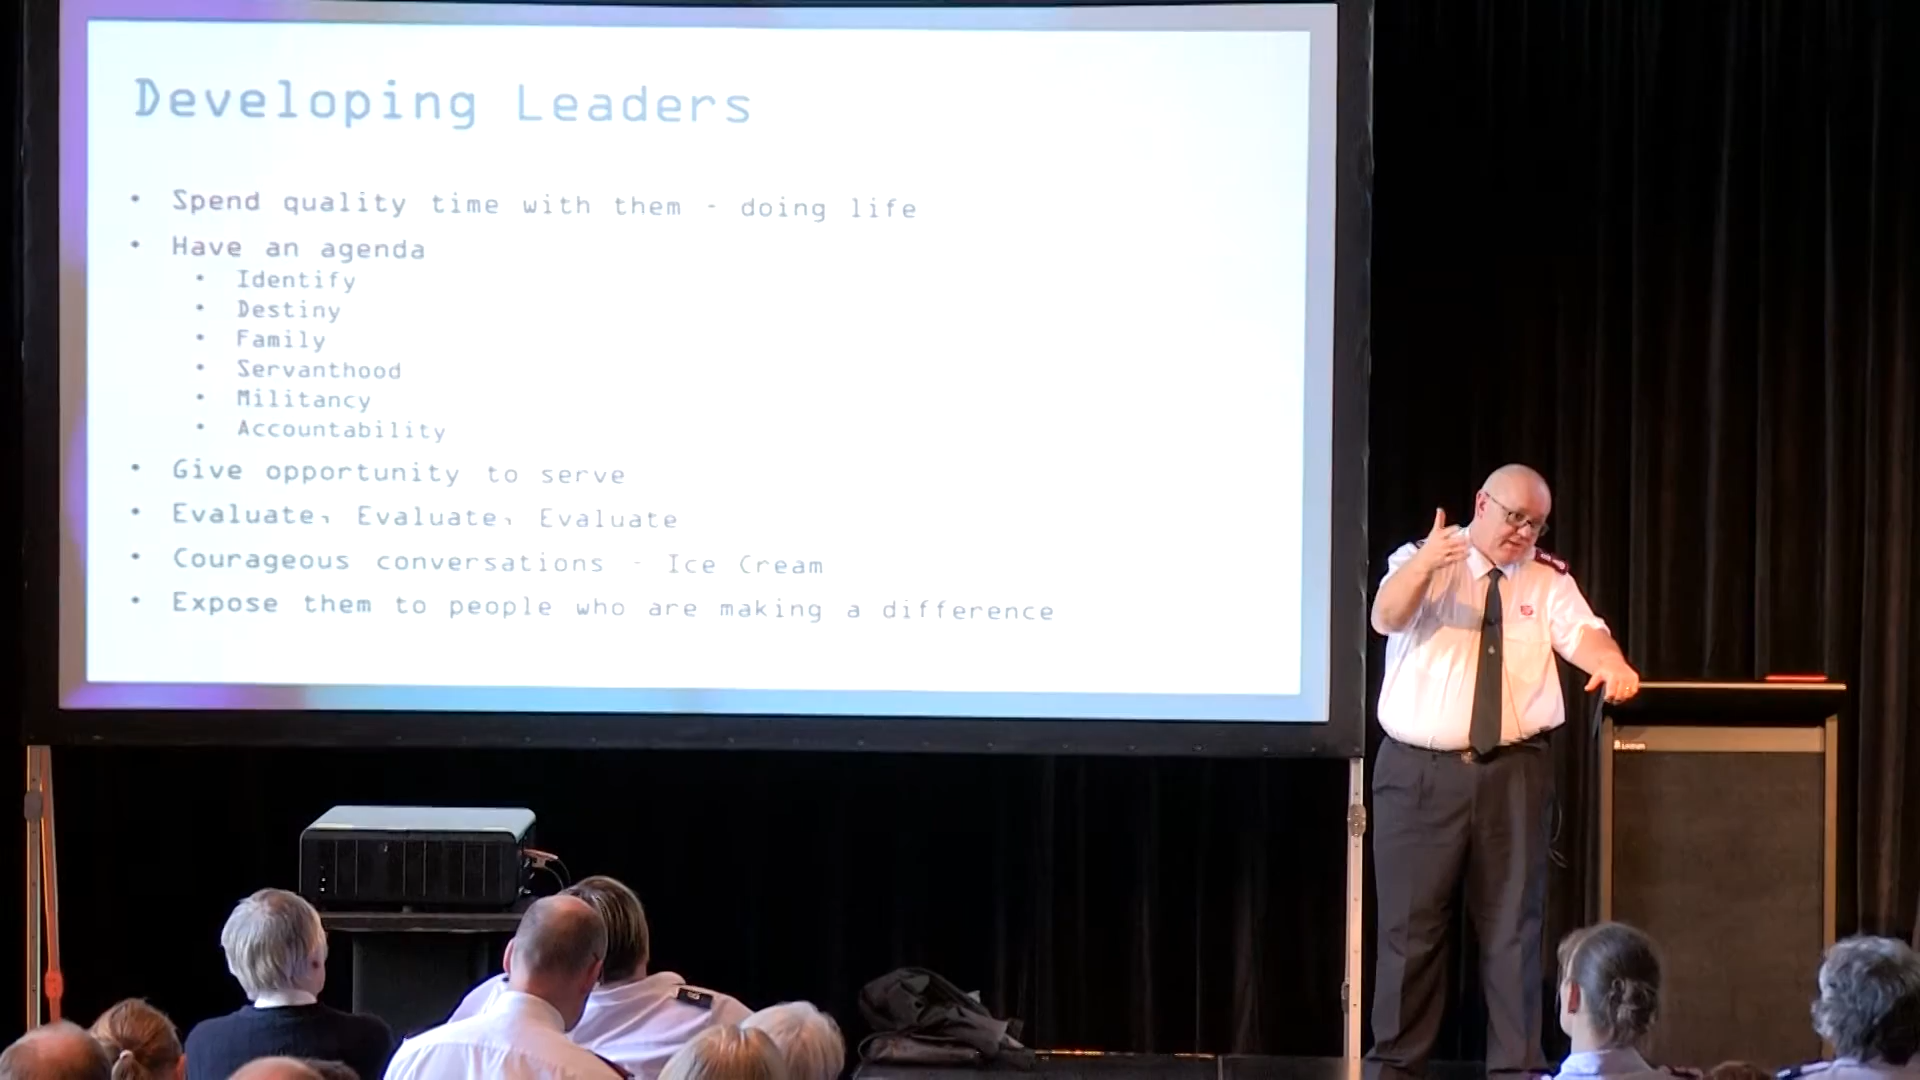 Developing Leaders
• Spend quality time with them - doing life
• Have an agenda
• Identify
• Destiny
• Family
• Servanthood
• Militancy
• Accountability
• Give opportunity to serve
• Evaluate, Evaluate, Evaluate
• Courageous conversations - Ice Cream
• Expose them to people who are making a difference